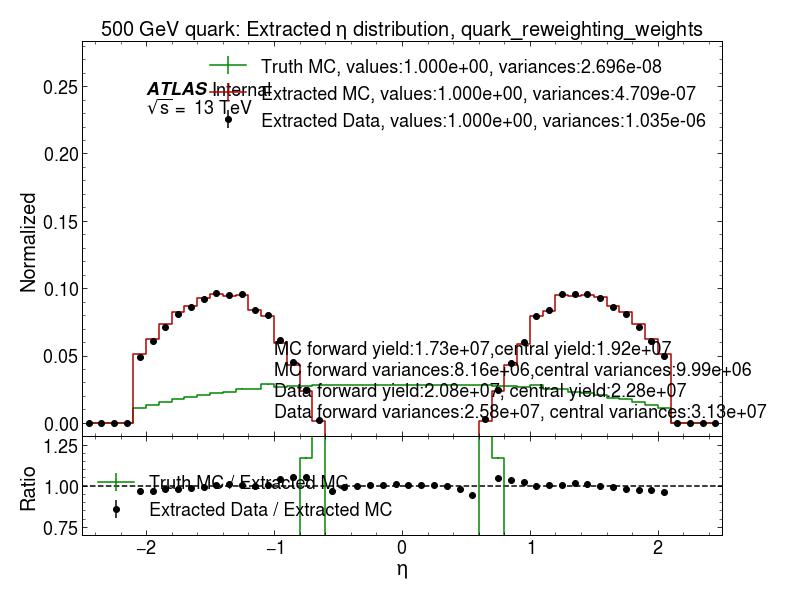 500 GeV quark: Extracted η distribution, quark_reweighting_weights
Truth MC, values:1.000e+00, variances:2.696e-08
ATLAS Internal
Extracted MC, values:1.000e+00, variances:4.709e-07
√s = 13 TeV
Extracted Data, values:1.000e+00, variances:1.035e-06
Normalized
0.25
0.20
0.15
0.10
0.05
0.00
MC forward yield:1.73e+07,central yield:1.92e+07
MC forward variances:8.16e+06,central variances:9.99e+06
Data forward yield:2.08e+07, central yield:2.28e+07
Data forward variances:2.58e+07, central variances:3.13e+07
Ratio
1.25
1.00
0.75
Truth MC / Extracted MC
Extracted Data / Extracted MC
−2 −1 0 1 2
η